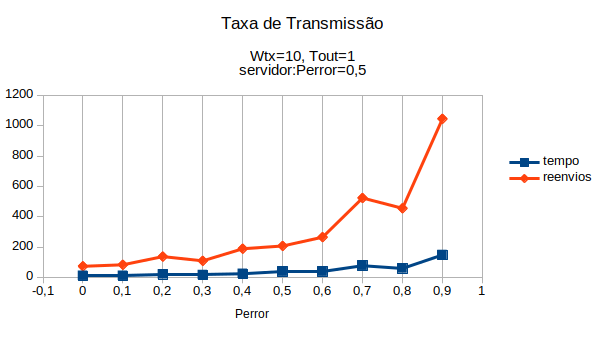 Taxa de Transmissão
Wtx=10, Tout=1
servidor:Perror=0,5
1200
1000
800
600
400
200
0
-0,1 0 0,1 0,2 0,3 0,4 0,5 0,6 0,7 0,8 0,9 1
Perror
tempo
reenvios